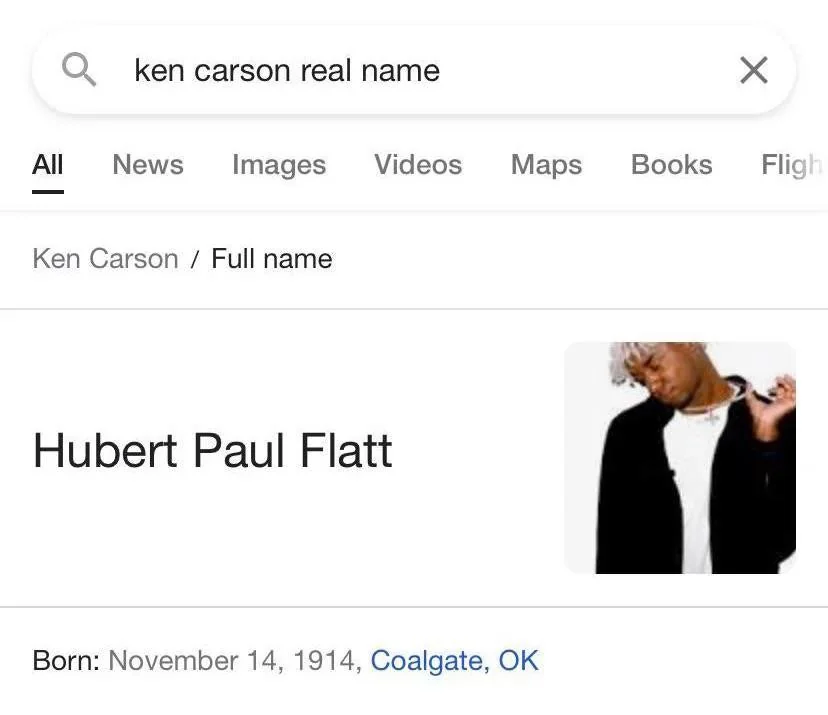 ken carson real name
All News Images Videos Maps Books Fligh
Ken Carson / Full name
Hubert Paul Flatt
Born: November 14, 1914, Coalgate, OK